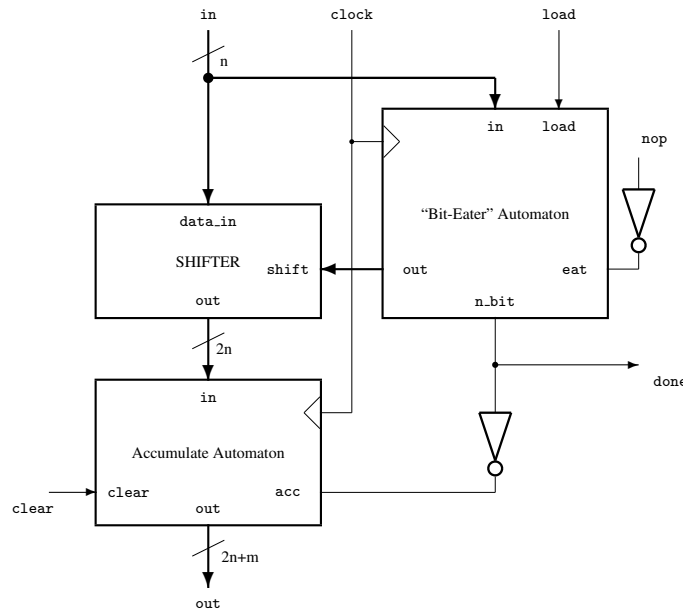 in clock load
n
in load
nop
data_in
"Bit-Eater" Automaton
SHIFTER
shift out eat
out n_bit
2n
done
in
Accumulate Automaton
clear clear acc
out
2n+m
out